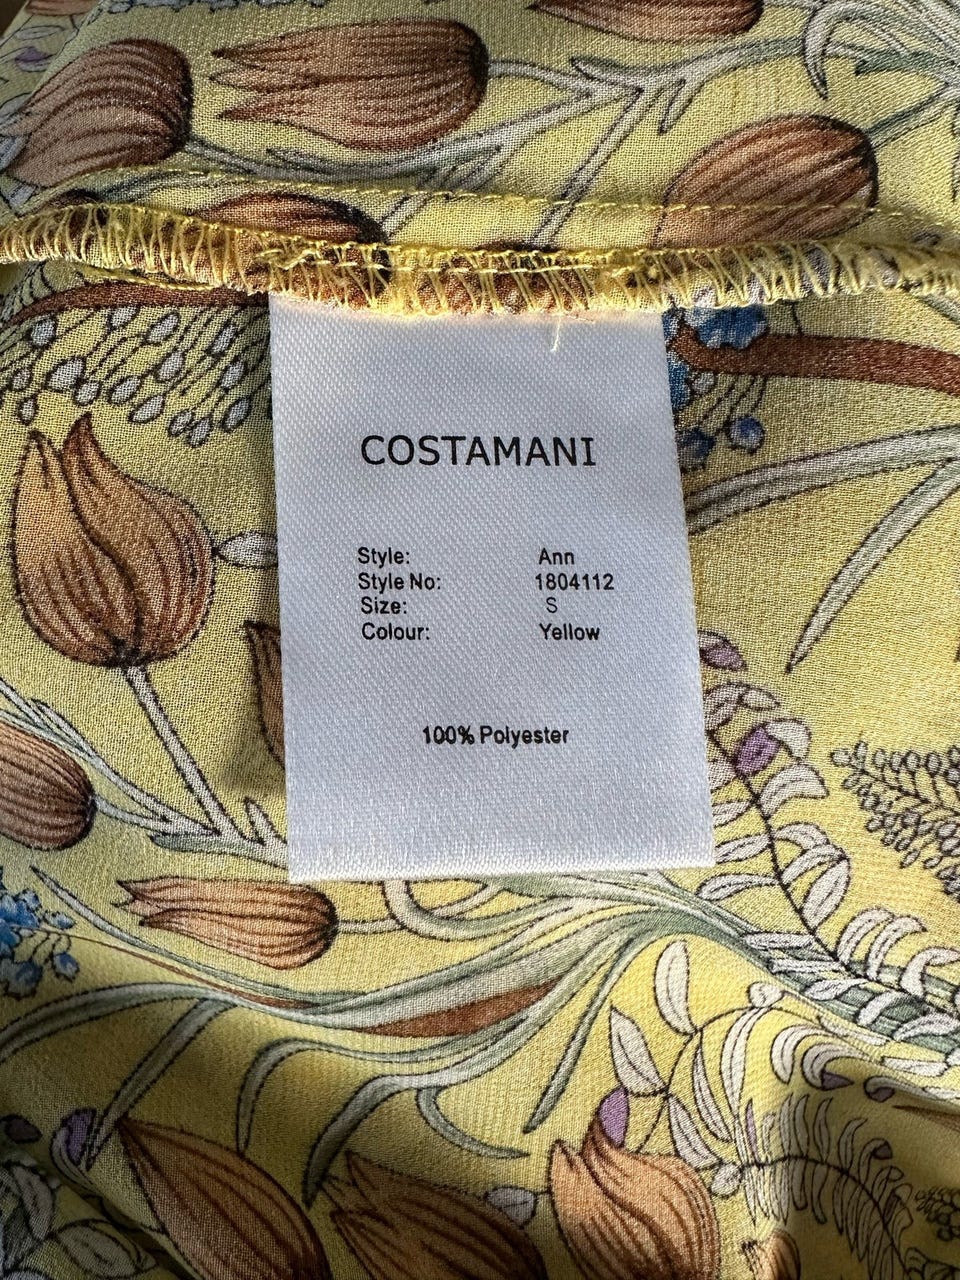 COSTAMANI
Style: Ann
Style No: 1804112
Size: S
Colour: Yellow
100% Polyester